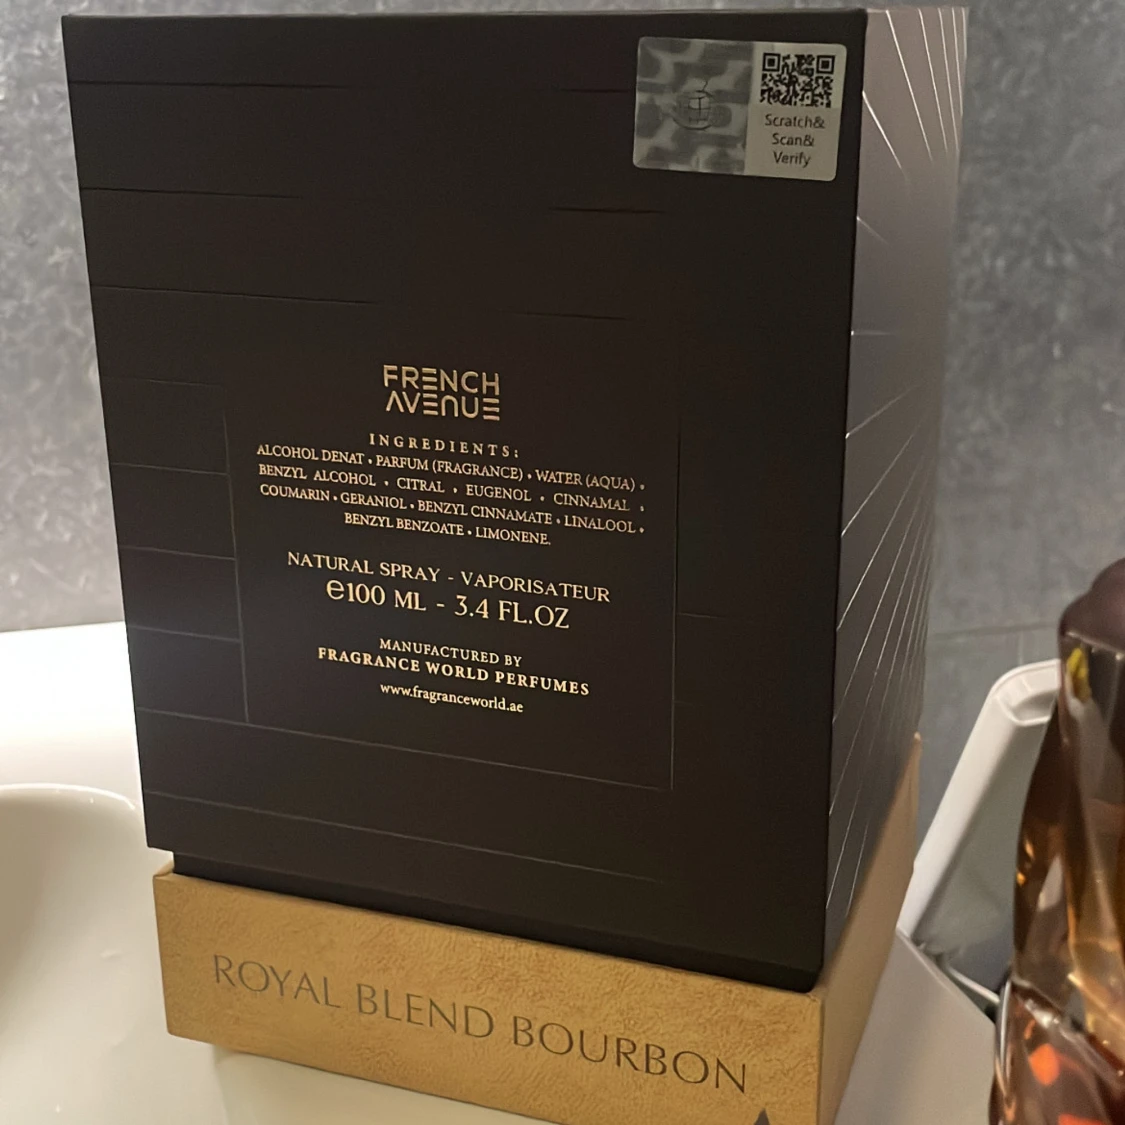 Scratch&
Scan&
Verify
FRENCH
AVENUE
INGREDIENTS:
ALCOHOL DENAT • PARFUM (FRAGRANCE) • WATER (AQUA) •
BENZYL ALCOHOL • CITRAL • EUGENOL • CINNAMAL •
COUMARIN • GERANIOL • BENZYL CINNAMATE • LINALOOL •
BENZYL BENZOATE • LIMONENE.
NATURAL SPRAY - VAPORISATEUR
℮100 ML - 3.4 FL.OZ
MANUFACTURED BY
FRAGRANCE WORLD PERFUMES
www.fragranceworld.ae
ROYAL BLEND BOURBON